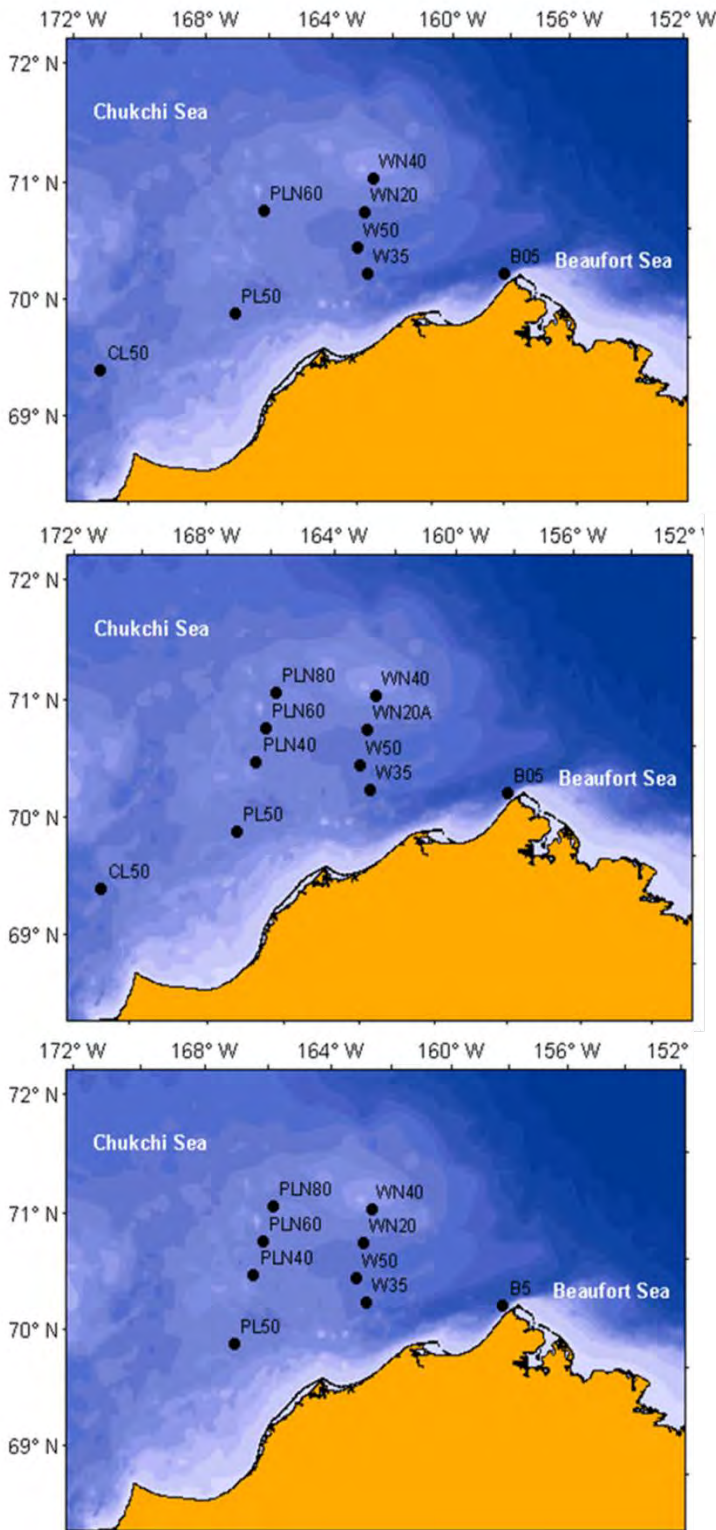 172° W 168° W 164° W 160° W 156° W 152° W
72° N
Chukchi Sea
WN40
71° N
PLN60
WN20
W50
W35
B05
Beaufort Sea
70° N
PL50
CL50
69° N
172° W 168° W 164° W 160° W 156° W 152° W
72° N
Chukchi Sea
PLN80
WN40
71° N
PLN60
WN20A
PLN40
W50
W35
B05
Beaufort Sea
70° N
PL50
CL50
69° N
172° W 168° W 164° W 160° W 156° W 152° W
72° N
Chukchi Sea
PLN80
WN40
71° N
PLN60
WN20
PLN40
W50
W35
B5
Beaufort Sea
70° N
PL50
69° N